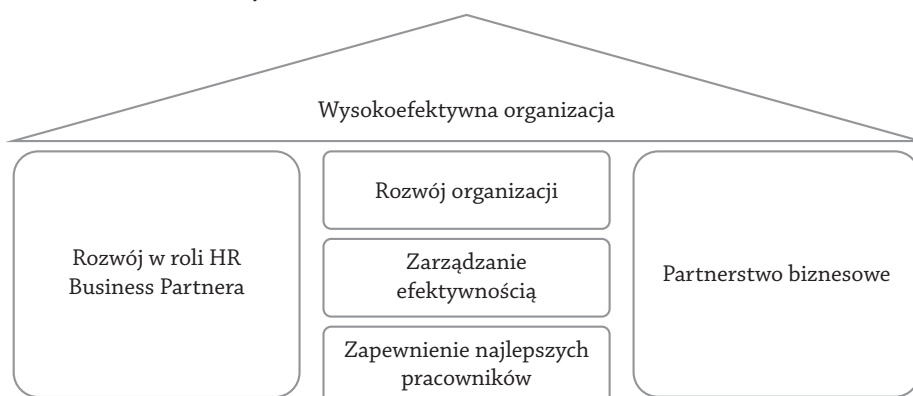 Wysokoefektywna organizacja
Rozwój w roli HR
Business Partnera
Rozwój organizacji
Zarządzanie
efektywnością
Zapewnienie najlepszych
pracowników
Partnerstwo biznesowe